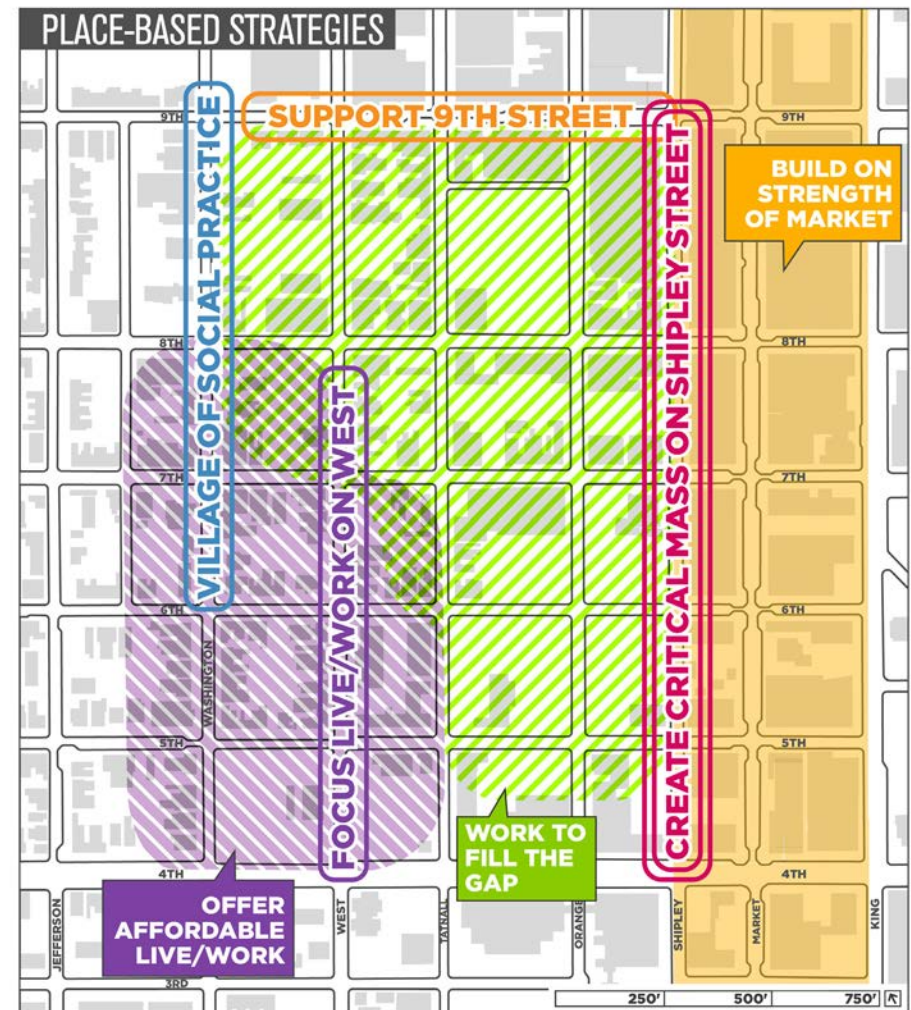 PLACE-BASED STRATEGIES
9TH
SUPPORT 9TH STREET
9TH
BUILD ON
STRENGTH
OF MARKET
VILLAGE OF SOCIAL PRACTICE
CREATE CRITICAL MASS ON SHIPLEY STREET
8TH
8TH
FOCUS LIVE/WORK ON WEST
7TH
7TH
6TH
6TH
WASHINGTON
5TH
5TH
WORK TO
FILL THE
GAP
4TH
4TH
OFFER
AFFORDABLE
LIVE/WORK
JEFFERSON
WEST
TATNALL
ORANGE
SHIPLEY
MARKET
KING
3RD
250'
500'
750'